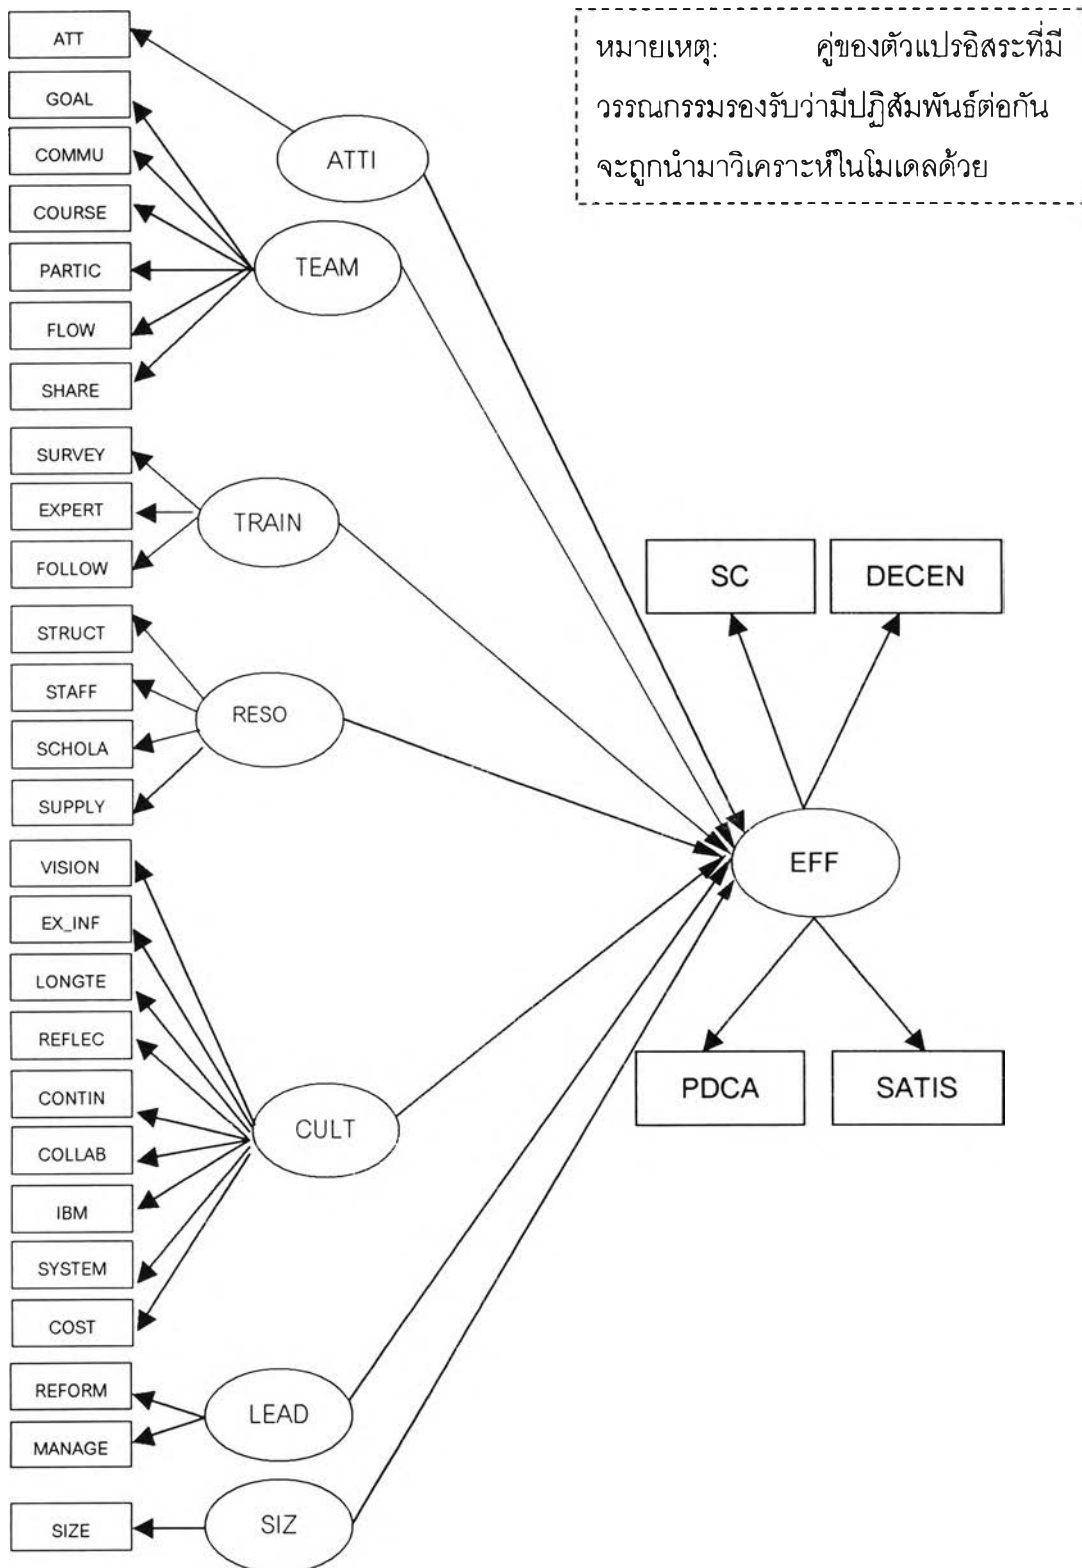 หมายเหตุ: คู่ของตัวแปรอิสระที่มี
วรรณกรรมรองรับว่ามีปฏิสัมพันธ์ต่อกัน
จะถูกนำมาวิเคราะห์ในโมเดลด้วย
ATT
GOAL
COMMU
COURSE
PARTIC
FLOW
SHARE
SURVEY
EXPERT
FOLLOW
STRUCT
STAFF
SCHOLA
SUPPLY
VISION
EX_INF
LONGTE
REFLEC
CONTIN
COLLAB
IBM
SYSTEM
COST
REFORM
MANAGE
SIZE
ATTI
TEAM
TRAIN
RESO
CULT
LEAD
SIZ
SC
DECEN
EFF
PDCA
SATIS